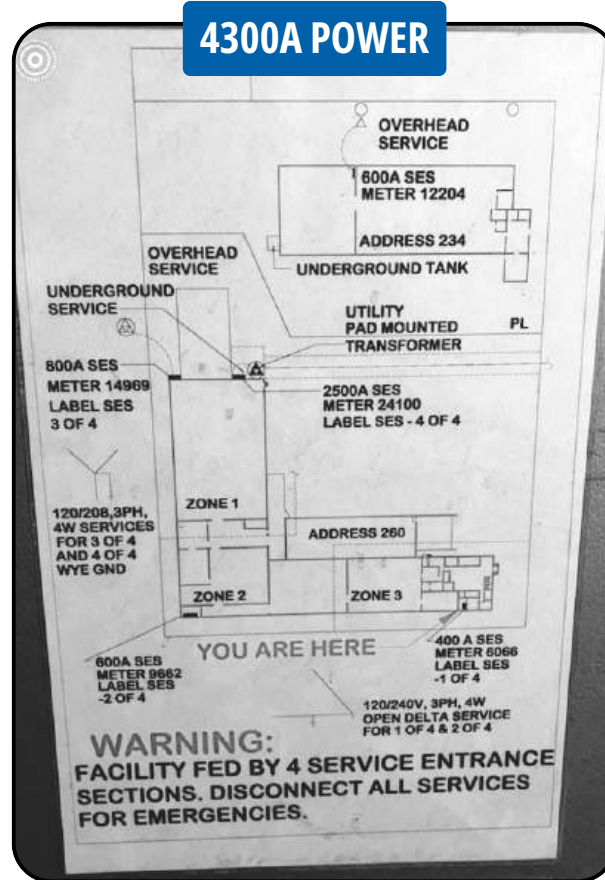 4300A POWER
OVERHEAD
SERVICE
600A SES
METER 12204
ADDRESS 234
UNDERGROUND TANK
OVERHEAD
SERVICE
UNDERGROUND
SERVICE
UTILITY
PAD MOUNTED
TRANSFORMER
PL
800A SES
METER 14969
LABEL SES
3 OF 4
2500A SES
METER 24100
LABEL SES - 4 OF 4
120/208,3PH,
4W SERVICES
FOR 3 OF 4
AND 4 OF 4
WYE GND
ZONE 1
ADDRESS 260
ZONE 2
ZONE 3
YOU ARE HERE
600A SES
METER 9662
LABEL SES
-2 OF 4
400 A SES
METER 6066
LABEL SES
-1 OF 4
120/240V, 3PH, 4W
OPEN DELTA SERVICE
FOR 1 OF 4 & 2 OF 4
WARNING:
FACILITY FED BY 4 SERVICE ENTRANCE
SECTIONS. DISCONNECT ALL SERVICES
FOR EMERGENCIES.